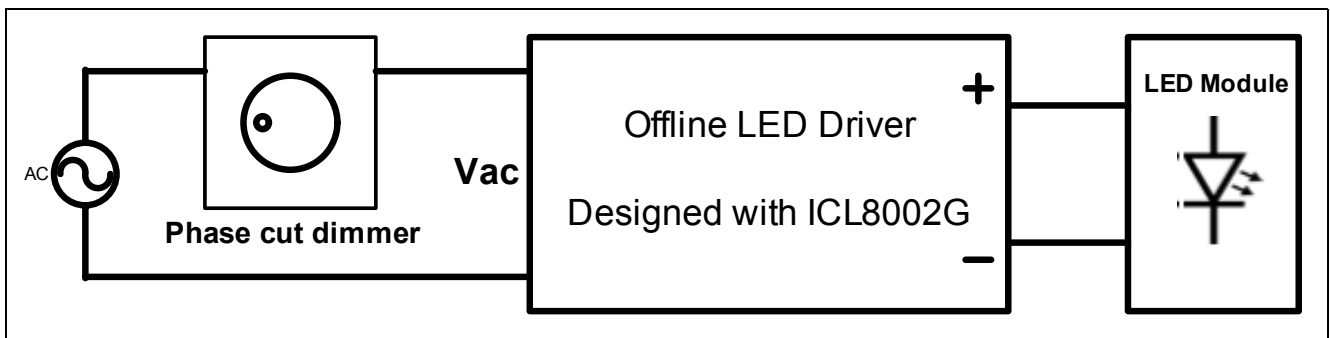 AC
Phase cut dimmer
Vac
Offline LED Driver
Designed with ICL8002G
+
−
LED Module